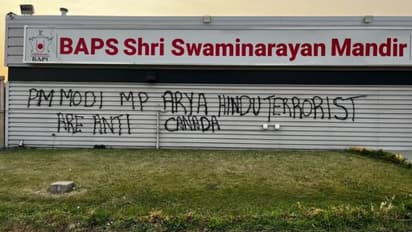 BAPS Shri Swaminarayan Mandir
BAPS
PM MODI MP ARYA HINDU TERRORIST
ARE ANTI CANADA